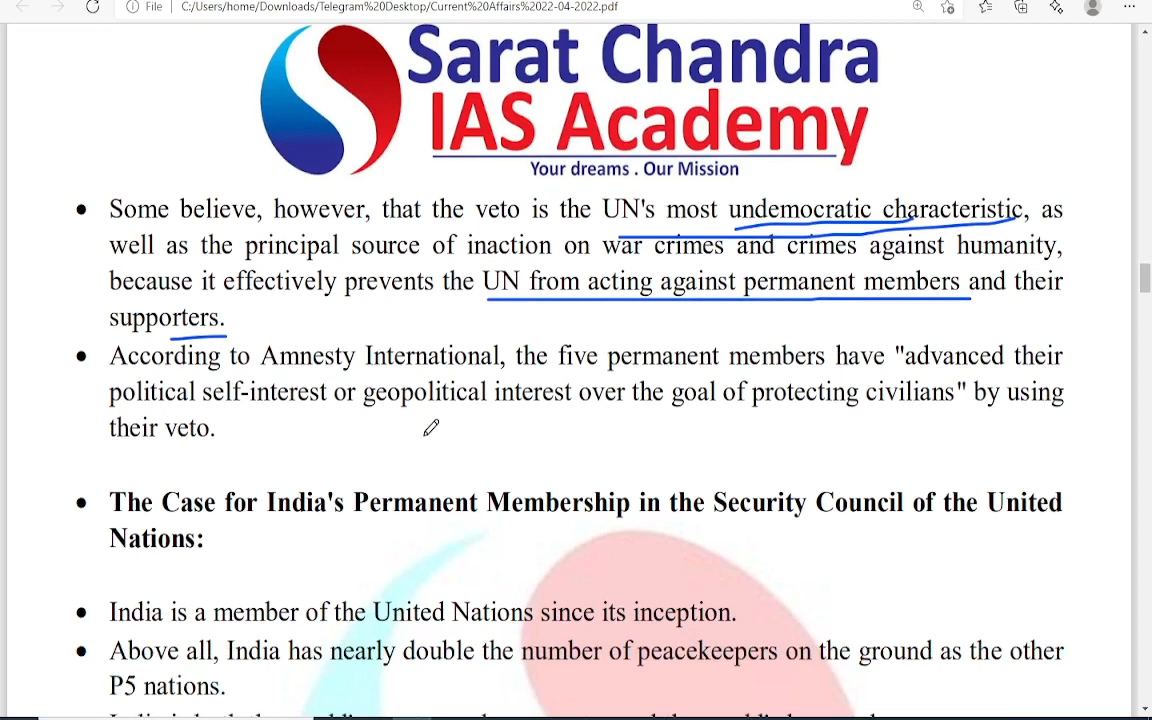 File
C:/Users/home/Downloads/Telegram%20Desktop/Current%20Affairs%2022-04-2022.pdf
Sarat Chandra
IAS Academy
Your dreams . Our Mission
• Some believe, however, that the veto is the UN's most undemocratic characteristic, as
well as the principal source of inaction on war crimes and crimes against humanity,
because it effectively prevents the UN from acting against permanent members and their
supporters.
• According to Amnesty International, the five permanent members have "advanced their
political self-interest or geopolitical interest over the goal of protecting civilians" by using
their veto.
• The Case for India's Permanent Membership in the Security Council of the United
Nations:
• India is a member of the United Nations since its inception.
• Above all, India has nearly double the number of peacekeepers on the ground as the other
P5 nations.